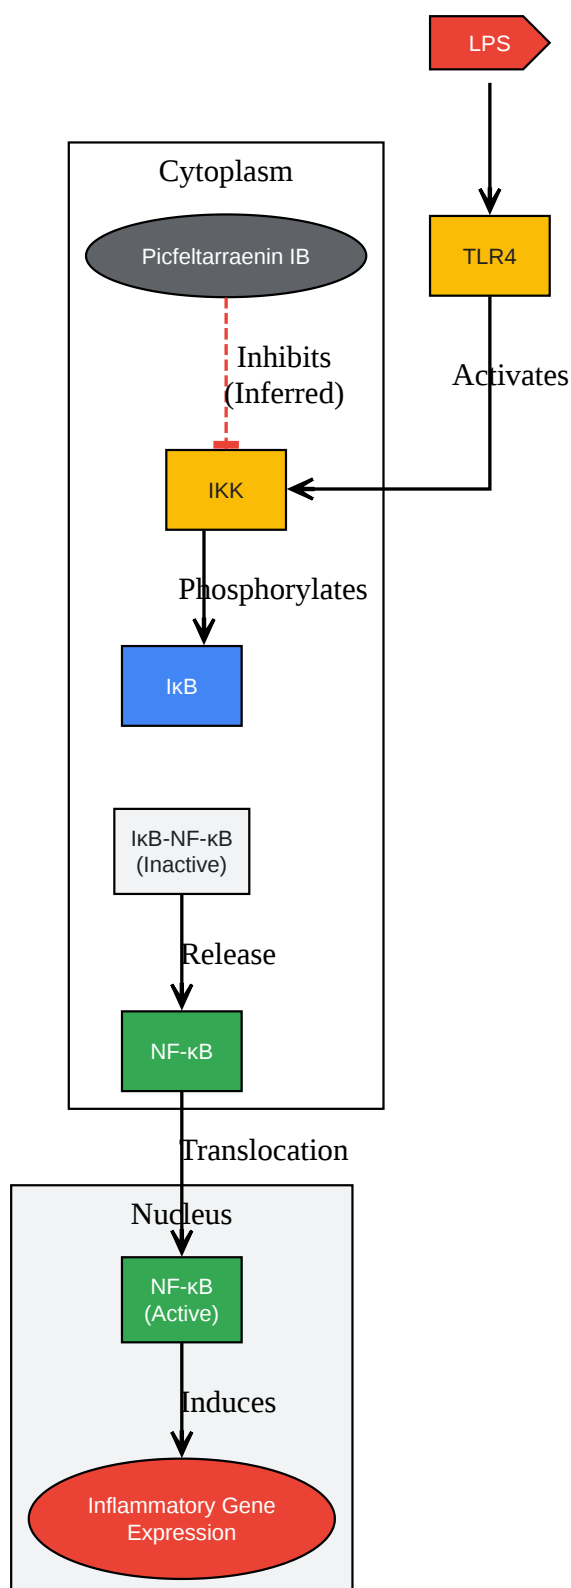 LPS
Cytoplasm
Picfeltarraenin IB
TLR4
Inhibits
(Inferred)
Activates
IKK
Phosphorylates
IκB
IκB-NF-κB
(Inactive)
Release
NF-κB
Translocation
Nucleus
NF-κB
(Active)
Induces
Inflammatory Gene
Expression